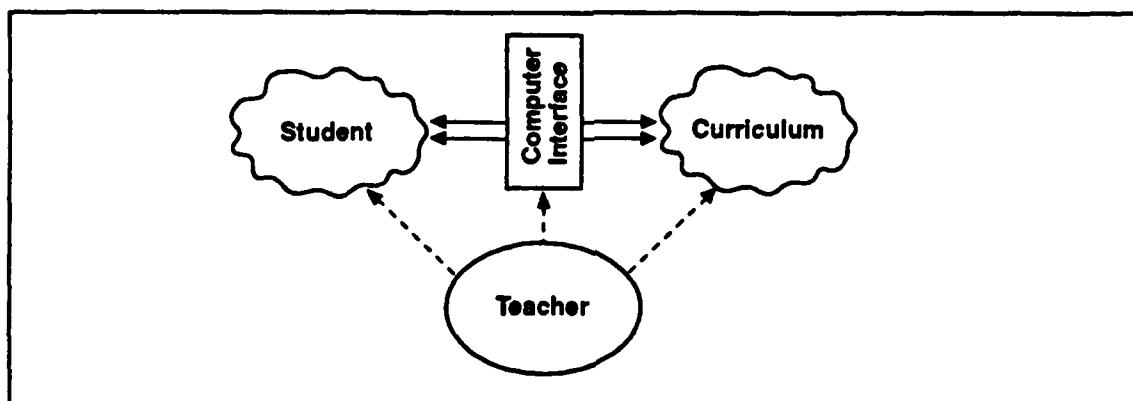 Student
Computer
Interface
Curriculum
Teacher